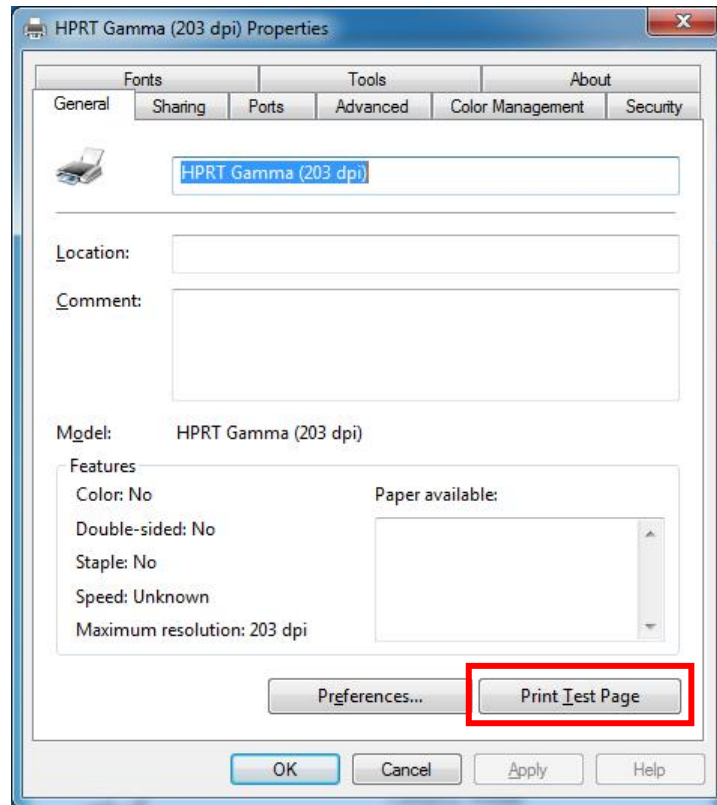 HPRT Gamma (203 dpi) Properties
Fonts Tools About
General Sharing Ports Advanced Color Management Security
HPRT Gamma (203 dpi)
Location:
Comment:
Model: HPRT Gamma (203 dpi)
Features
Color: No Paper available:
Double-sided: No
Staple: No
Speed: Unknown
Maximum resolution: 203 dpi
Preferences... Print Test Page
OK Cancel Apply Help